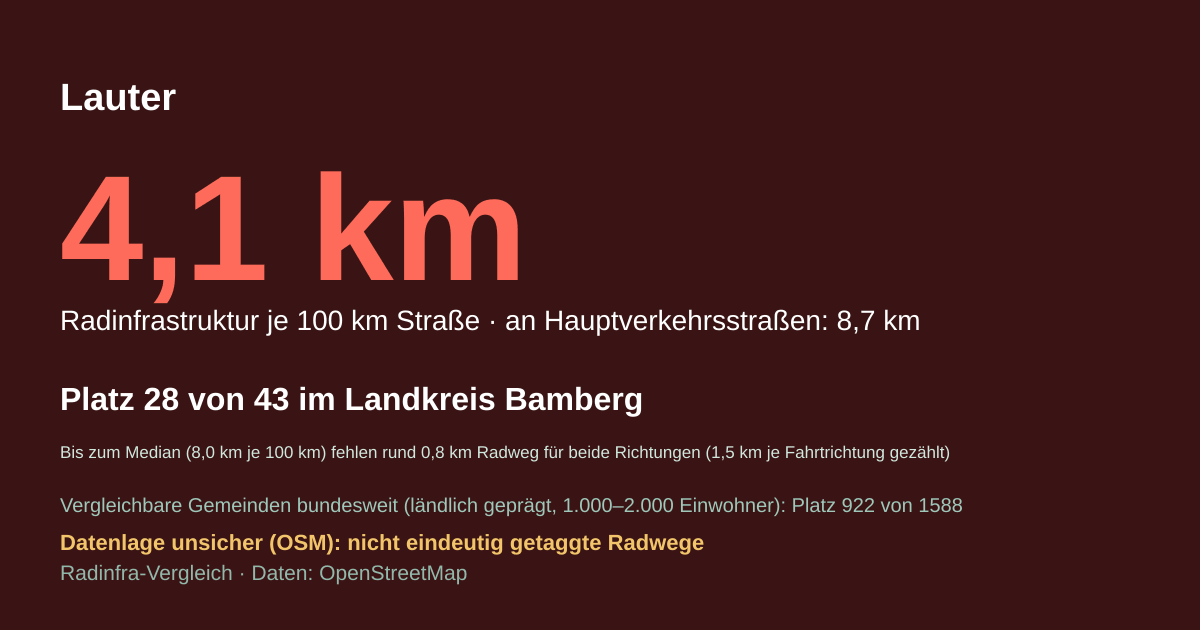 Lauter
4,1 km
Radinfrastruktur je 100 km Straße · an Hauptverkehrsstraßen: 8,7 km
Platz 28 von 43 im Landkreis Bamberg
Bis zum Median (8,0 km je 100 km) fehlen rund 0,8 km Radweg für beide Richtungen (1,5 km je Fahrtrichtung gezählt)
Vergleichbare Gemeinden bundesweit (ländlich geprägt, 1.000–2.000 Einwohner): Platz 922 von 1588
Datenlage unsicher (OSM): nicht eindeutig getaggte Radwege
Radinfra-Vergleich · Daten: OpenStreetMap